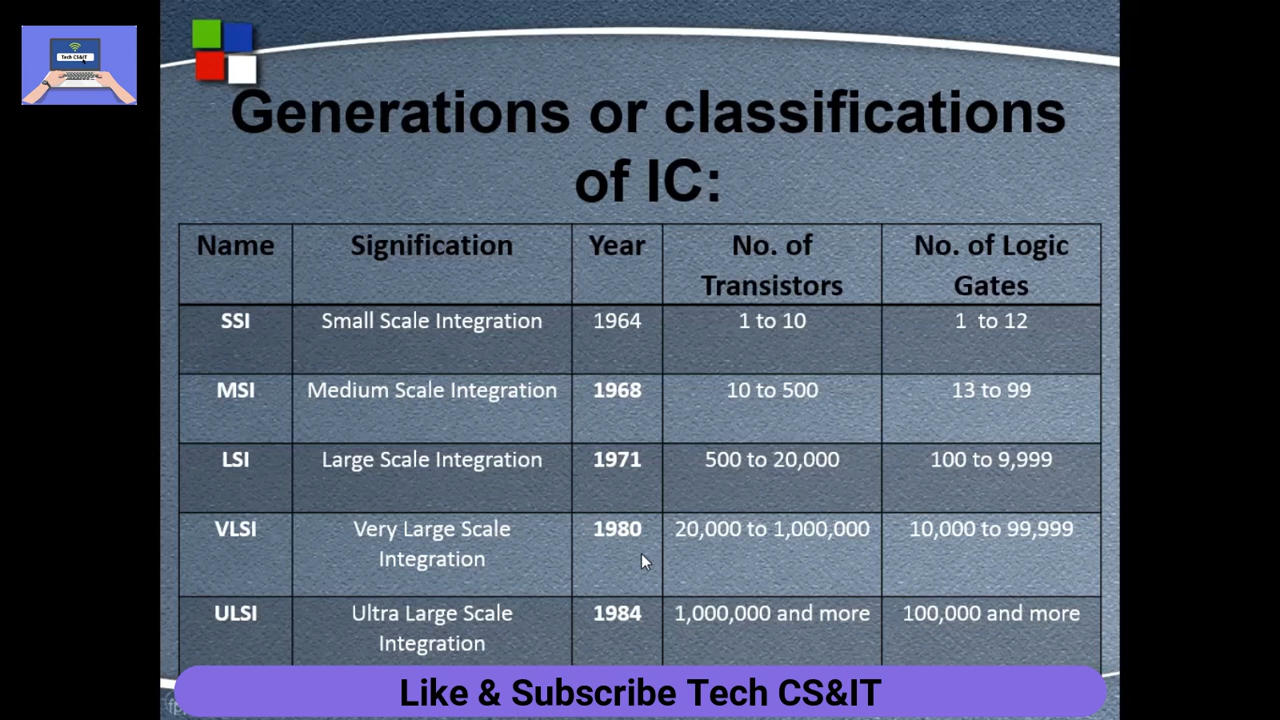 Tech CS&IT
Generations or classifications
of IC:
Name Signification Year No. of Transistors No. of Logic Gates
SSI Small Scale Integration 1964 1 to 10 1 to 12
MSI Medium Scale Integration 1968 10 to 500 13 to 99
LSI Large Scale Integration 1971 500 to 20,000 100 to 9,999
VLSI Very Large Scale Integration 1980 20,000 to 1,000,000 10,000 to 99,999
ULSI Ultra Large Scale Integration 1984 1,000,000 and more 100,000 and more
Like & Subscribe Tech CS&IT